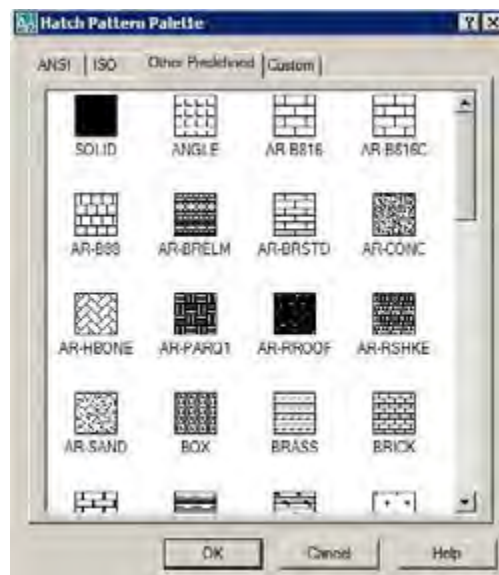 Hatch Pattern Palette
ANSI ISO Other Predefined Custom
SOLID ANGLE AR-B816 AR-B816C
AR-B88 AR-BRELM AR-BRSTD AR-CONC
AR-HBONE AR-PARQ1 AR-RROOF AR-RSHKE
AR-SAND BOX BRASS BRICK
OK Cancel Help